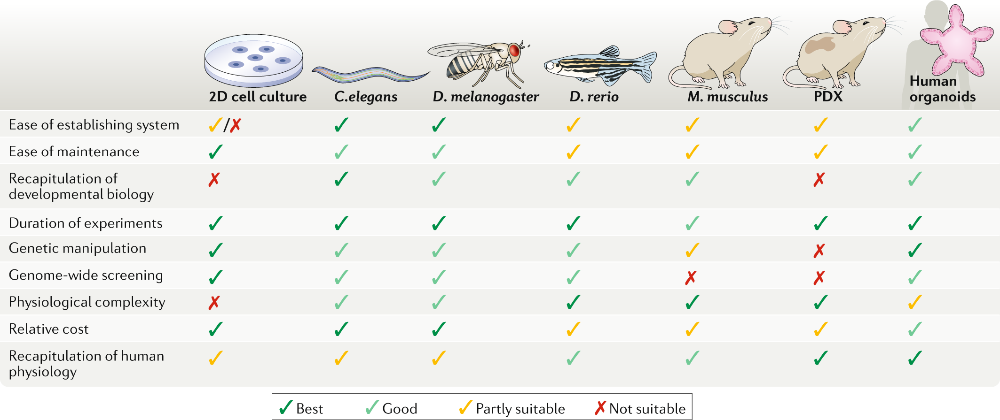 2D cell culture
C.elegans
D. melanogaster
D. rerio
M. musculus
PDX
Human
organoids
Ease of establishing system
/
Ease of maintenance
Recapitulation of
developmental biology
Duration of experiments
Genetic manipulation
Genome-wide screening
Physiological complexity
Relative cost
Recapitulation of human
physiology
Best
Good
Partly suitable
Not suitable